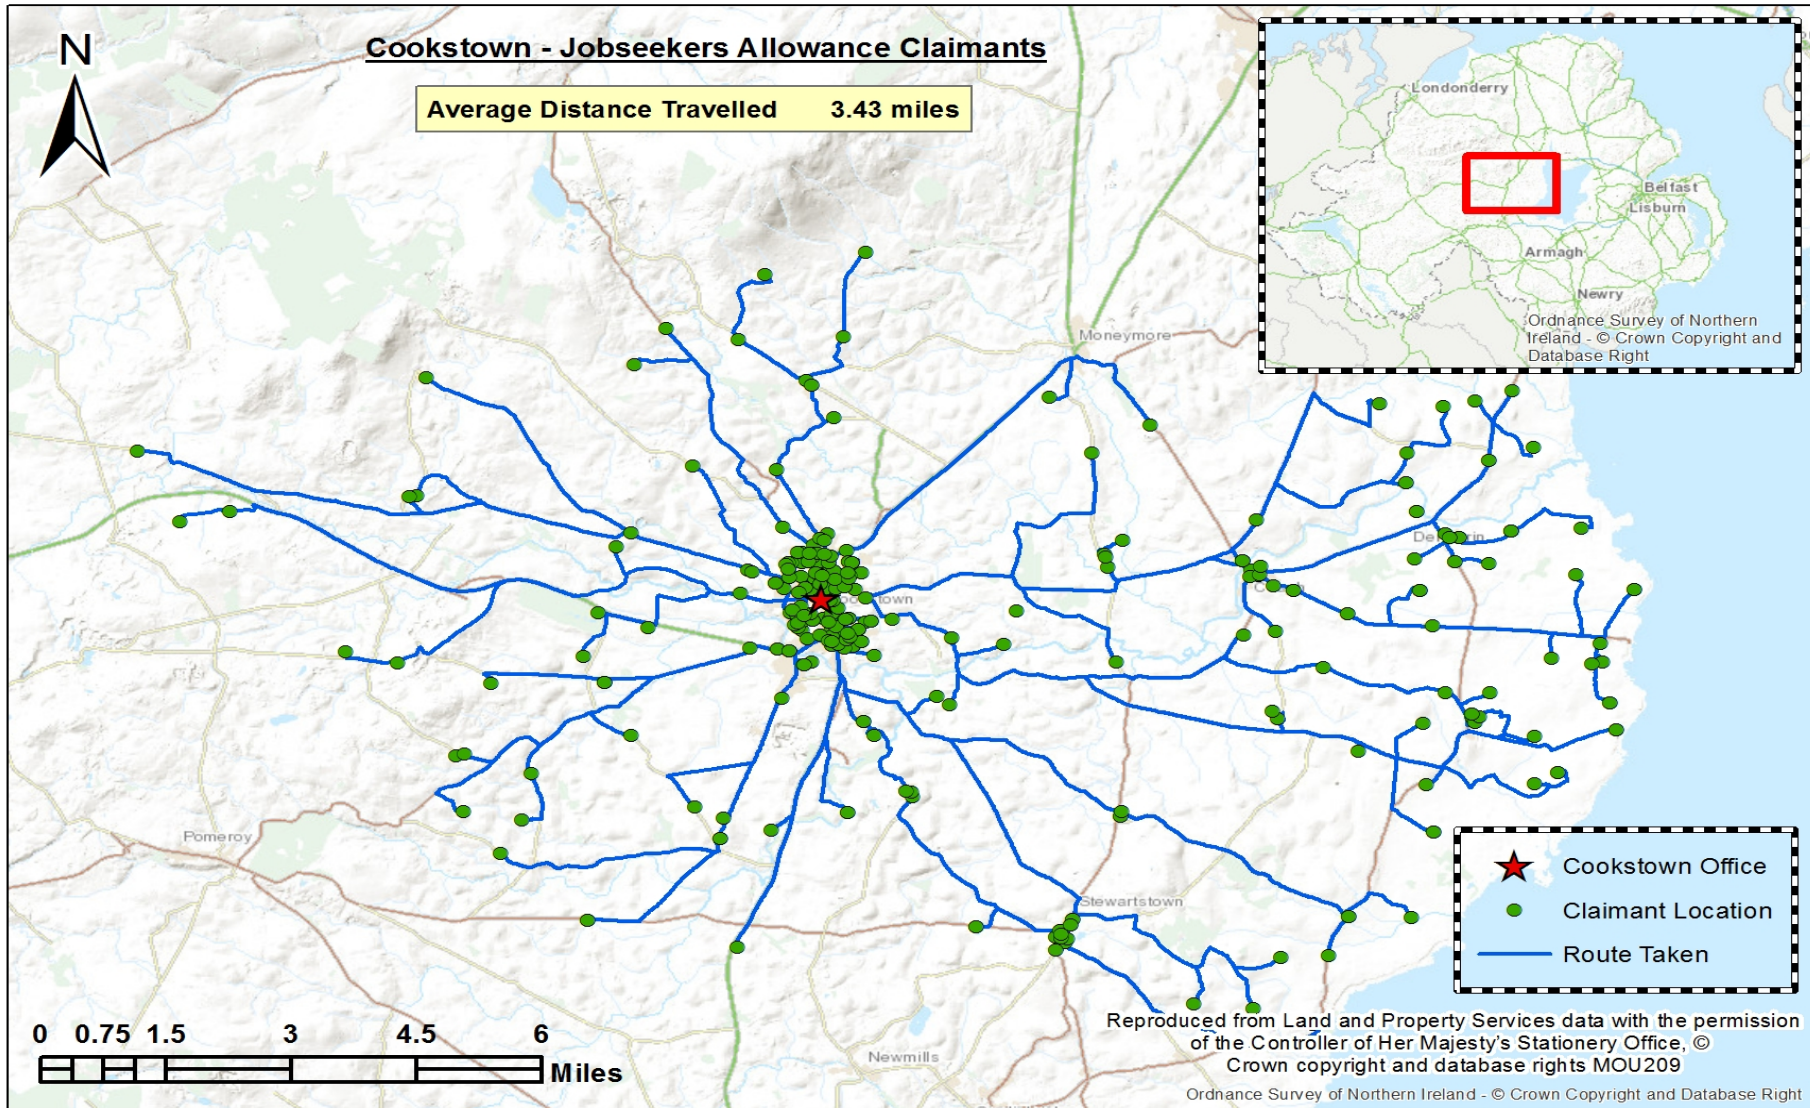 N
Cookstown - Jobseekers Allowance Claimants
Average Distance Travelled 3.43 miles
Londonderry
Belfast
Lisburn
Armagh
Newry
Ordnance Survey of Northern
Ireland - © Crown Copyright and
Database Right
Moneymore
Pomeroy
Stewartstown
Newmills
Cookstown Office
Claimant Location
Route Taken
0 0.75 1.5 3 4.5 6
Miles
Reproduced from Land and Property Services data with the permission
of the Controller of Her Majesty's Stationery Office, ©
Crown copyright and database rights MOU209
Ordnance Survey of Northern Ireland - © Crown Copyright and Database Right